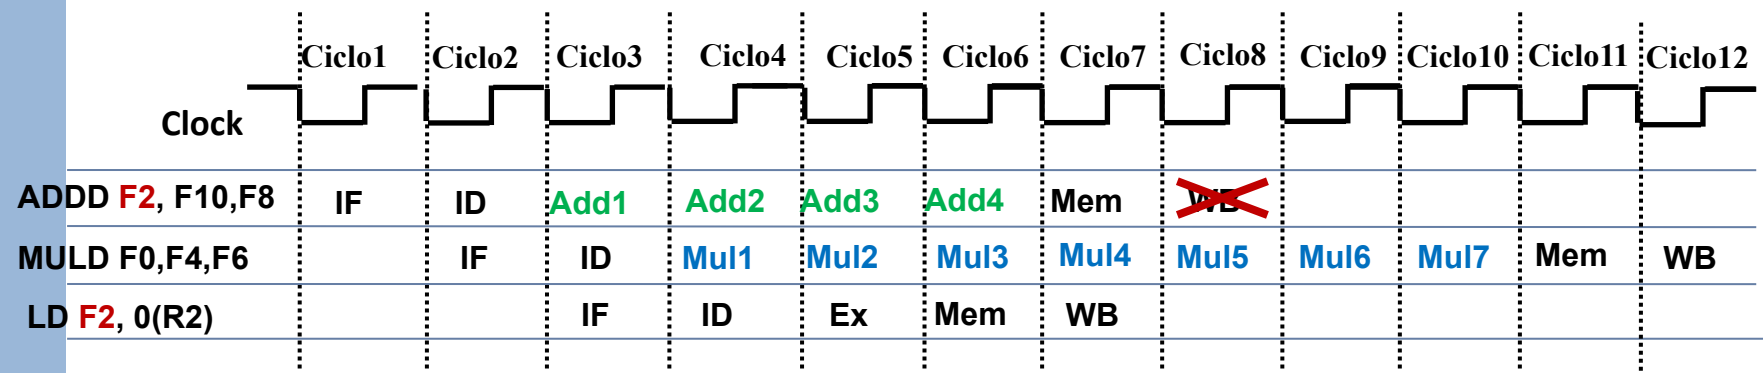 Ciclo1 Ciclo2 Ciclo3 Ciclo4 Ciclo5 Ciclo6 Ciclo7 Ciclo8 Ciclo9 Ciclo10 Ciclo11 Ciclo12
Clock
ADDD F2, F10,F8 IF ID Add1 Add2 Add3 Add4 Mem WB
MULD F0,F4,F6 IF ID Mul1 Mul2 Mul3 Mul4 Mul5 Mul6 Mul7 Mem WB
LD F2, 0(R2) IF ID Ex Mem WB